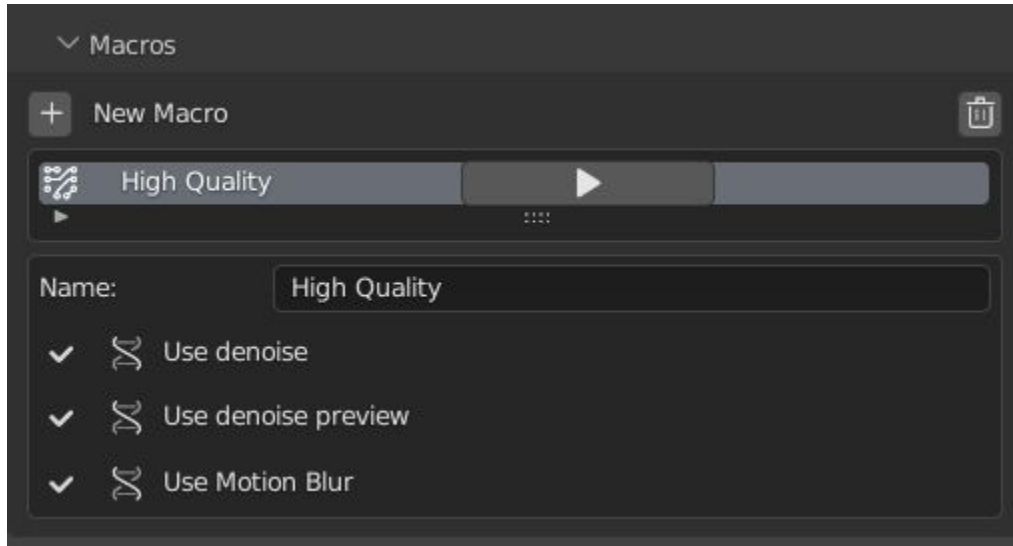 Macros
New Macro
High Quality
Name: High Quality
Use denoise
Use denoise preview
Use Motion Blur